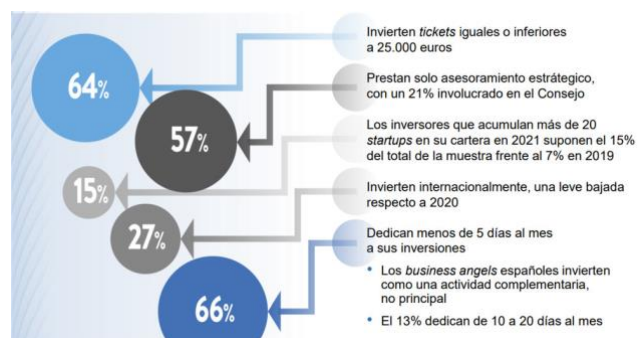 64%
Invierten tickets iguales o inferiores
a 25.000 euros
57%
Prestan solo asesoramiento estratégico,
con un 21% involucrado en el Consejo
15%
Los inversores que acumulan más de 20
startups en su cartera en 2021 suponen el 15%
del total de la muestra frente al 7% en 2019
27%
Invierten internacionalmente, una leve bajada
respecto a 2020
66%
Dedican menos de 5 días al mes
a sus inversiones
• Los business angels españoles invierten
como una actividad complementaria,
no principal
• El 13% dedican de 10 a 20 días al mes